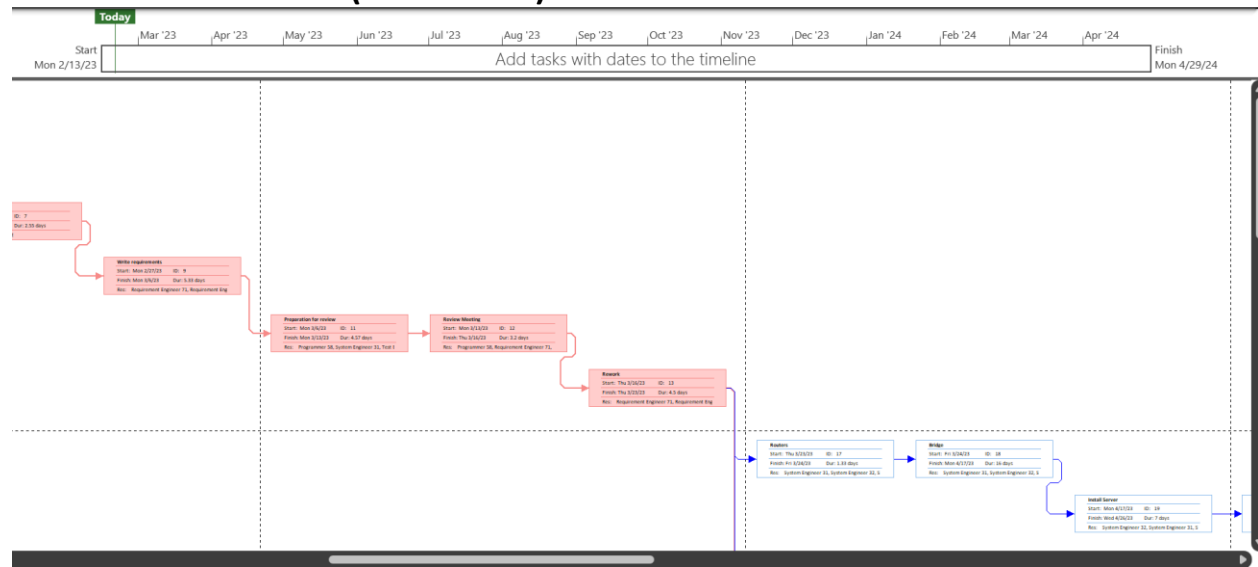 Today
Mar '23 Apr '23 May '23 Jun '23 Jul '23 Aug '23 Sep '23 Oct '23 Nov '23 Dec '23 Jan '24 Feb '24 Mar '24 Apr '24
Start
Mon 2/13/23
Add tasks with dates to the timeline
Finish
Mon 4/29/24
ID: 7
Dur: 2.55 days
Write requirements
Start: Mon 2/27/23 ID: 9
Finish: Mon 3/6/23 Dur: 5.03 days
Res: Requirement Engineer 71, Requirement Eng
Preparation for review
Start: Mon 3/6/23 ID: 11
Finish: Mon 3/13/23 Dur: 4.37 days
Res: Programmer 58, System Engineer 31, Test E
Review Meeting
Start: Mon 3/13/23 ID: 12
Finish: Thu 3/16/23 Dur: 3.2 days
Res: Programmer 58, Requirement Engineer 71,
Rework
Start: Thu 3/16/23 ID: 13
Finish: Thu 3/23/23 Dur: 4.5 days
Res: Requirement Engineer 71, Requirement Eng
Routers
Start: Thu 3/23/23 ID: 17
Finish: Fri 3/24/23 Dur: 1.33 days
Res: System Engineer 31, System Engineer 32, S
Bridge
Start: Fri 3/24/23 ID: 18
Finish: Mon 4/17/23 Dur: 16 days
Res: System Engineer 31, System Engineer 32, S
Install Server
Start: Mon 4/17/23 ID: 19
Finish: Wed 4/26/23 Dur: 7 days
Res: System Engineer 32, System Engineer 31, S